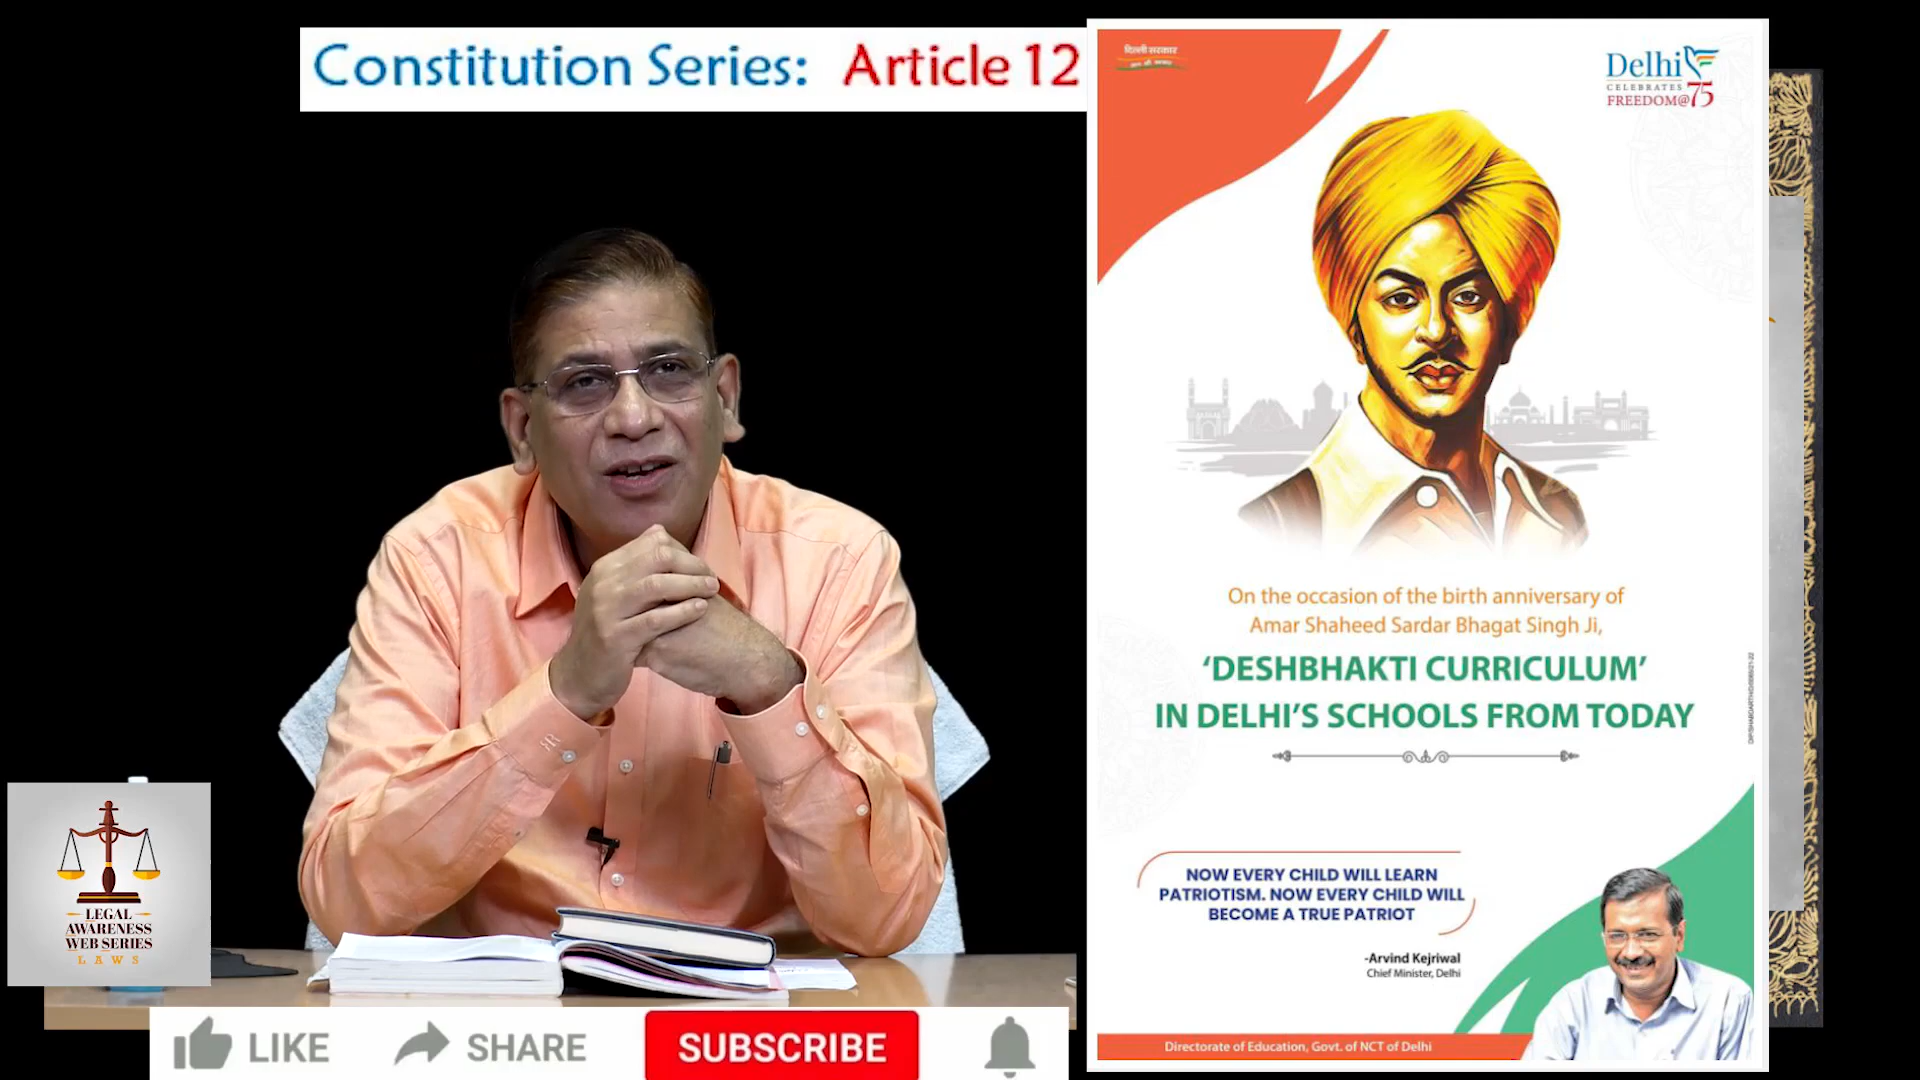 Constitution Series: Article 12
दिल्ली सरकार
आप की सरकार
Delhi
CELEBRATES
FREEDOM@75
On the occasion of the birth anniversary of
Amar Shaheed Sardar Bhagat Singh Ji,
‘DESHBHAKTI CURRICULUM’
IN DELHI’S SCHOOLS FROM TODAY
NOW EVERY CHILD WILL LEARN
PATRIOTISM. NOW EVERY CHILD WILL
BECOME A TRUE PATRIOT
-Arvind Kejriwal
Chief Minister, Delhi
Directorate of Education, Govt. of NCT of Delhi
LEGAL
AWARENESS
WEB SERIES
LAWS
LIKE
SHARE
SUBSCRIBE